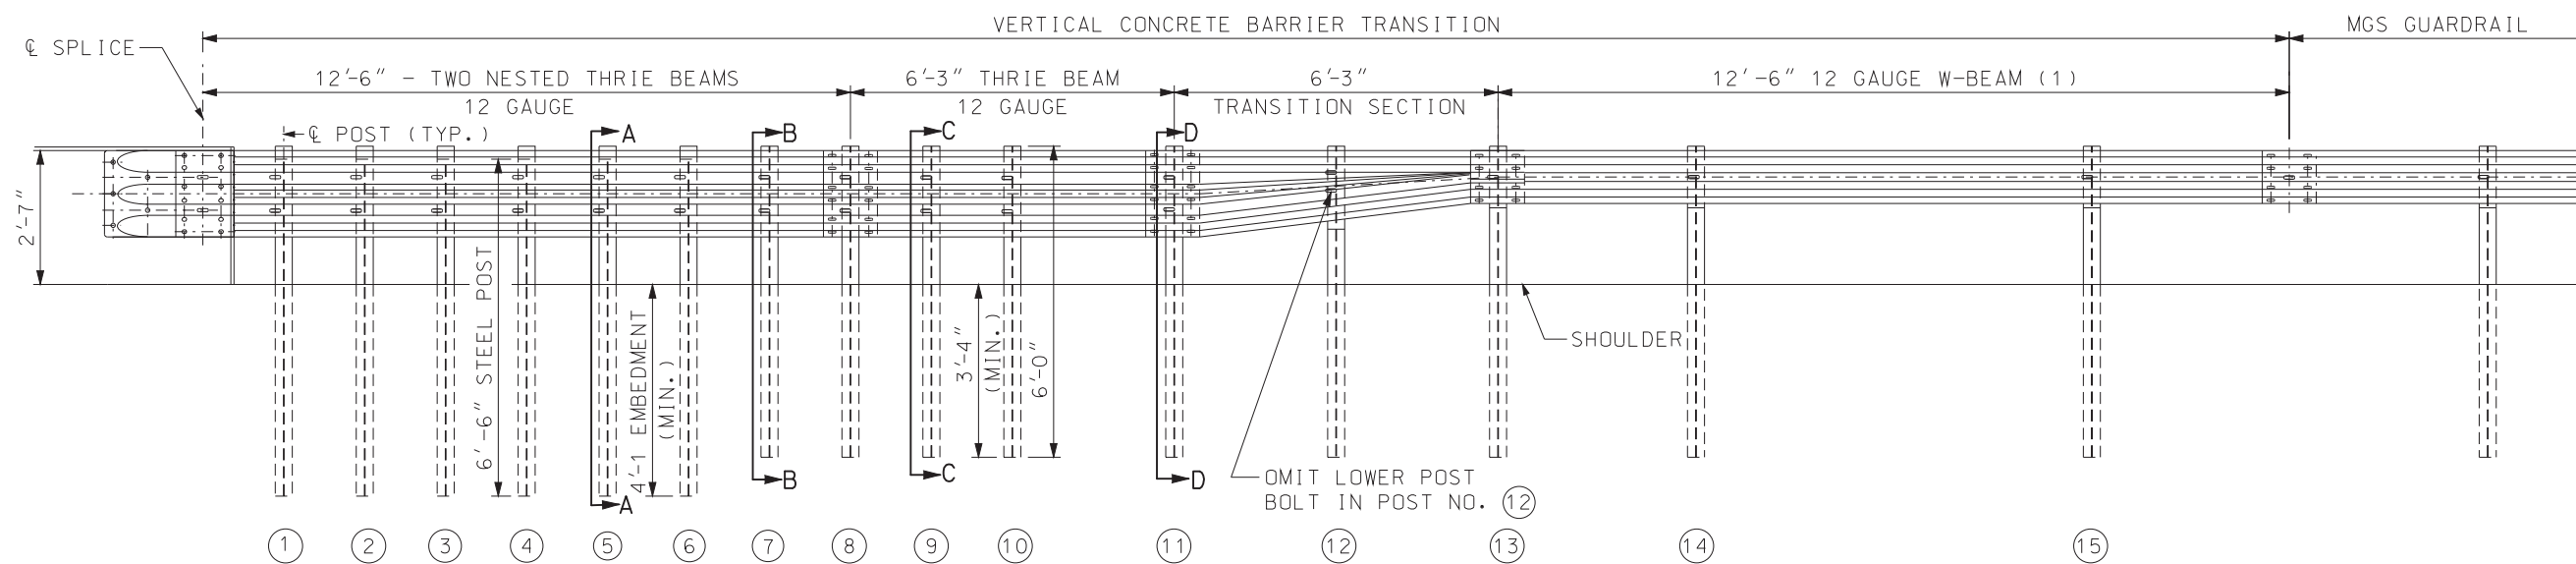 VERTICAL CONCRETE BARRIER TRANSITION
MGS GUARDRAIL
℄ SPLICE
12'-6" - TWO NESTED THRIE BEAMS
12 GAUGE
6'-3" THRIE BEAM
12 GAUGE
6'-3"
TRANSITION SECTION
12'-6" 12 GAUGE W-BEAM (1)
℄ POST (TYP.)
A
B
C
D
2'-7"
6'-6" STEEL POST
4'-1 EMBEDMENT
(MIN.)
3'-4"
(MIN.)
6'-0"
SHOULDER
A
B
C
D
OMIT LOWER POST
BOLT IN POST NO. 12
1 2 3 4 5 6 7 8 9 10 11 12 13 14 15